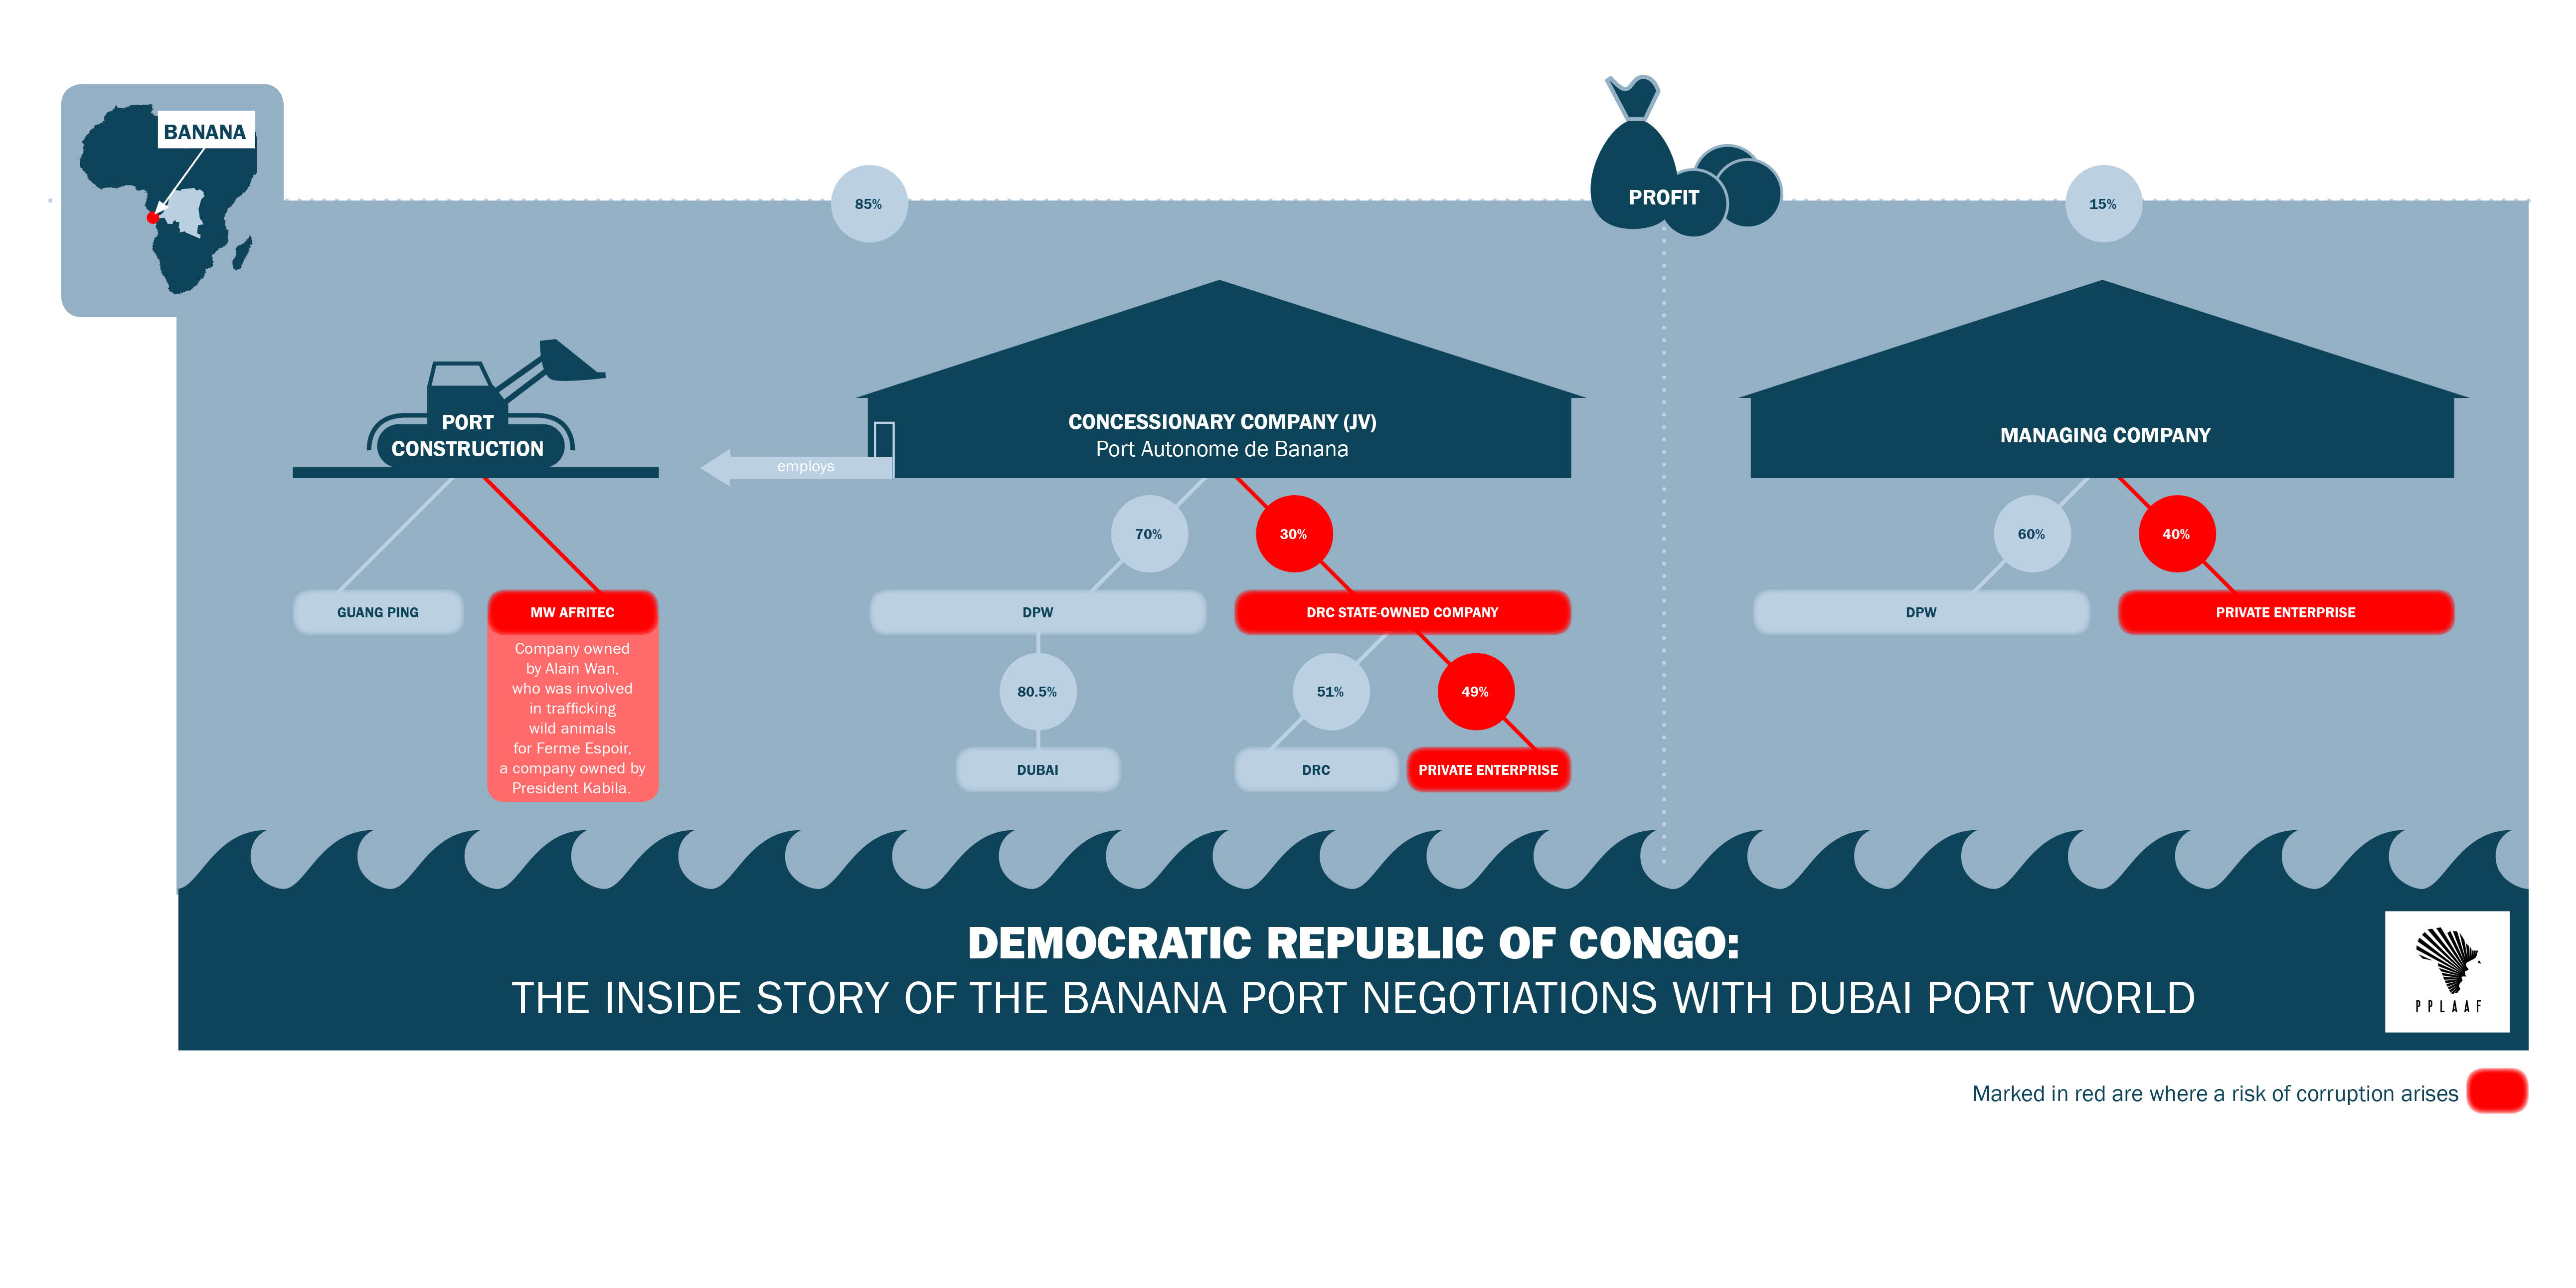 BANANA
85%
PROFIT
15%
PORT
CONSTRUCTION
employs
CONCESSIONARY COMPANY (JV)
Port Autonome de Banana
MANAGING COMPANY
70%
30%
60%
40%
GUANG PING
MW AFRITEC
Company owned
by Alain Wan,
who was involved
in trafficking
wild animals
for Ferme Espoir,
a company owned by
President Kabila.
DPW
DRC STATE-OWNED COMPANY
DPW
PRIVATE ENTERPRISE
80.5%
51%
49%
DUBAI
DRC
PRIVATE ENTERPRISE
DEMOCRATIC REPUBLIC OF CONGO:
THE INSIDE STORY OF THE BANANA PORT NEGOTIATIONS WITH DUBAI PORT WORLD
PPLAAF
Marked in red are where a risk of corruption arises